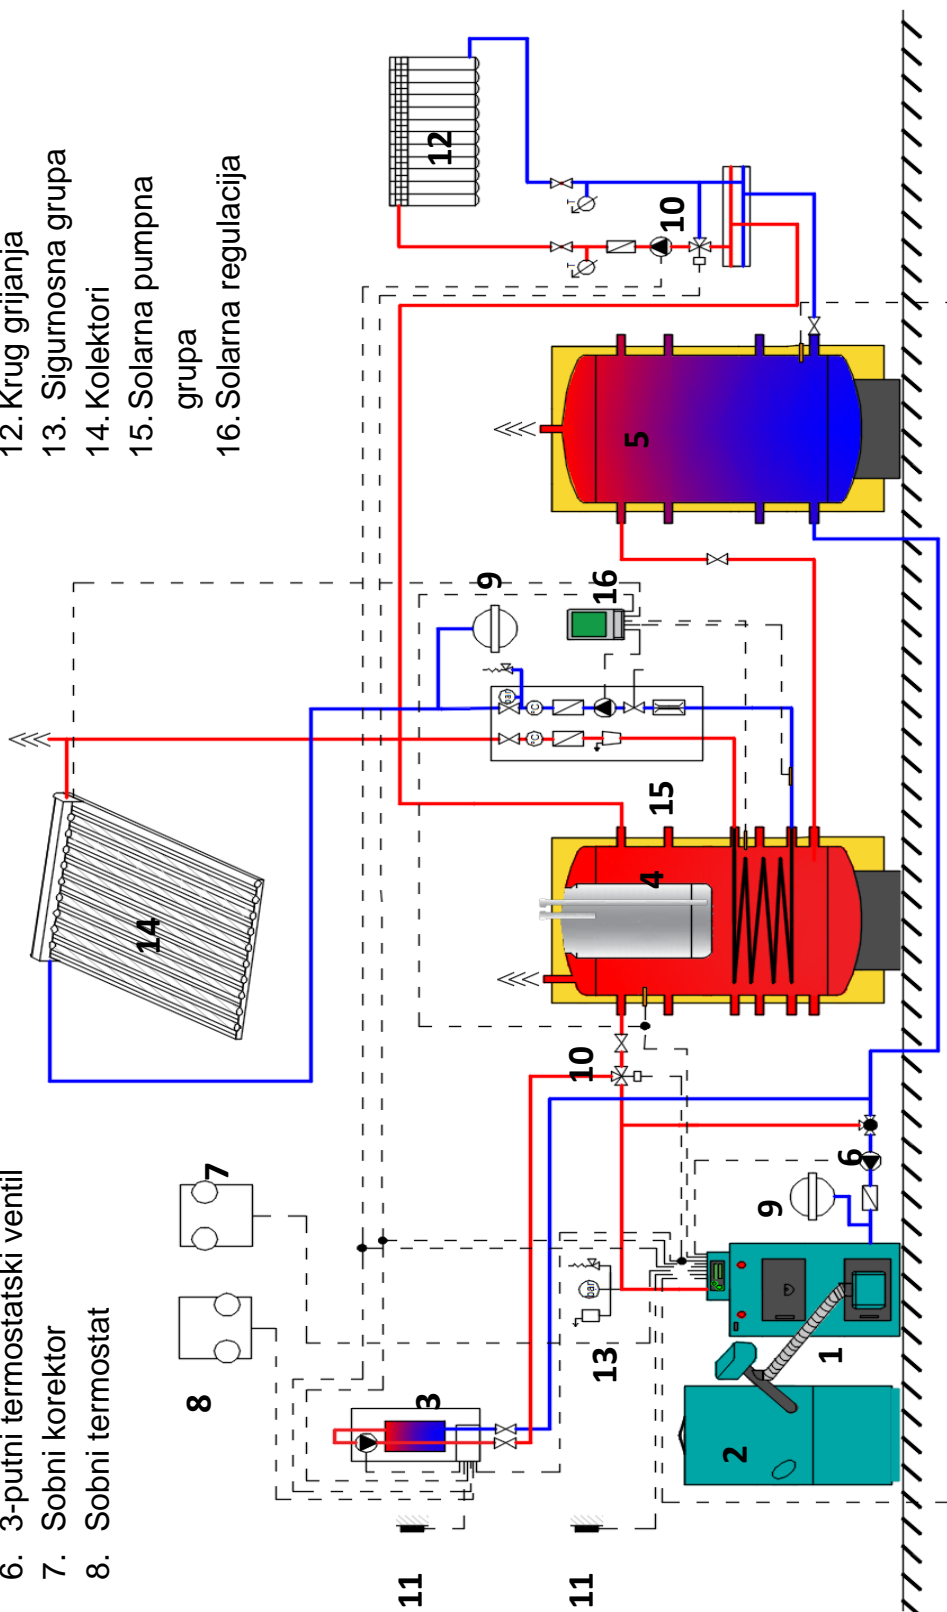 6. 3-putni termostatski ventil
7. Sobni korektor
8. Sobni termostat
12. Krug grijanja
13. Sigurnosna grupa
14. Kolektori
15. Solarna pumpna
grupa
16. Solarna regulacija
14
12
9
16
10
5
15
4
10
7
8
6
9
3
13
1
2
11
11
bar
°C
°C
bar
T
T